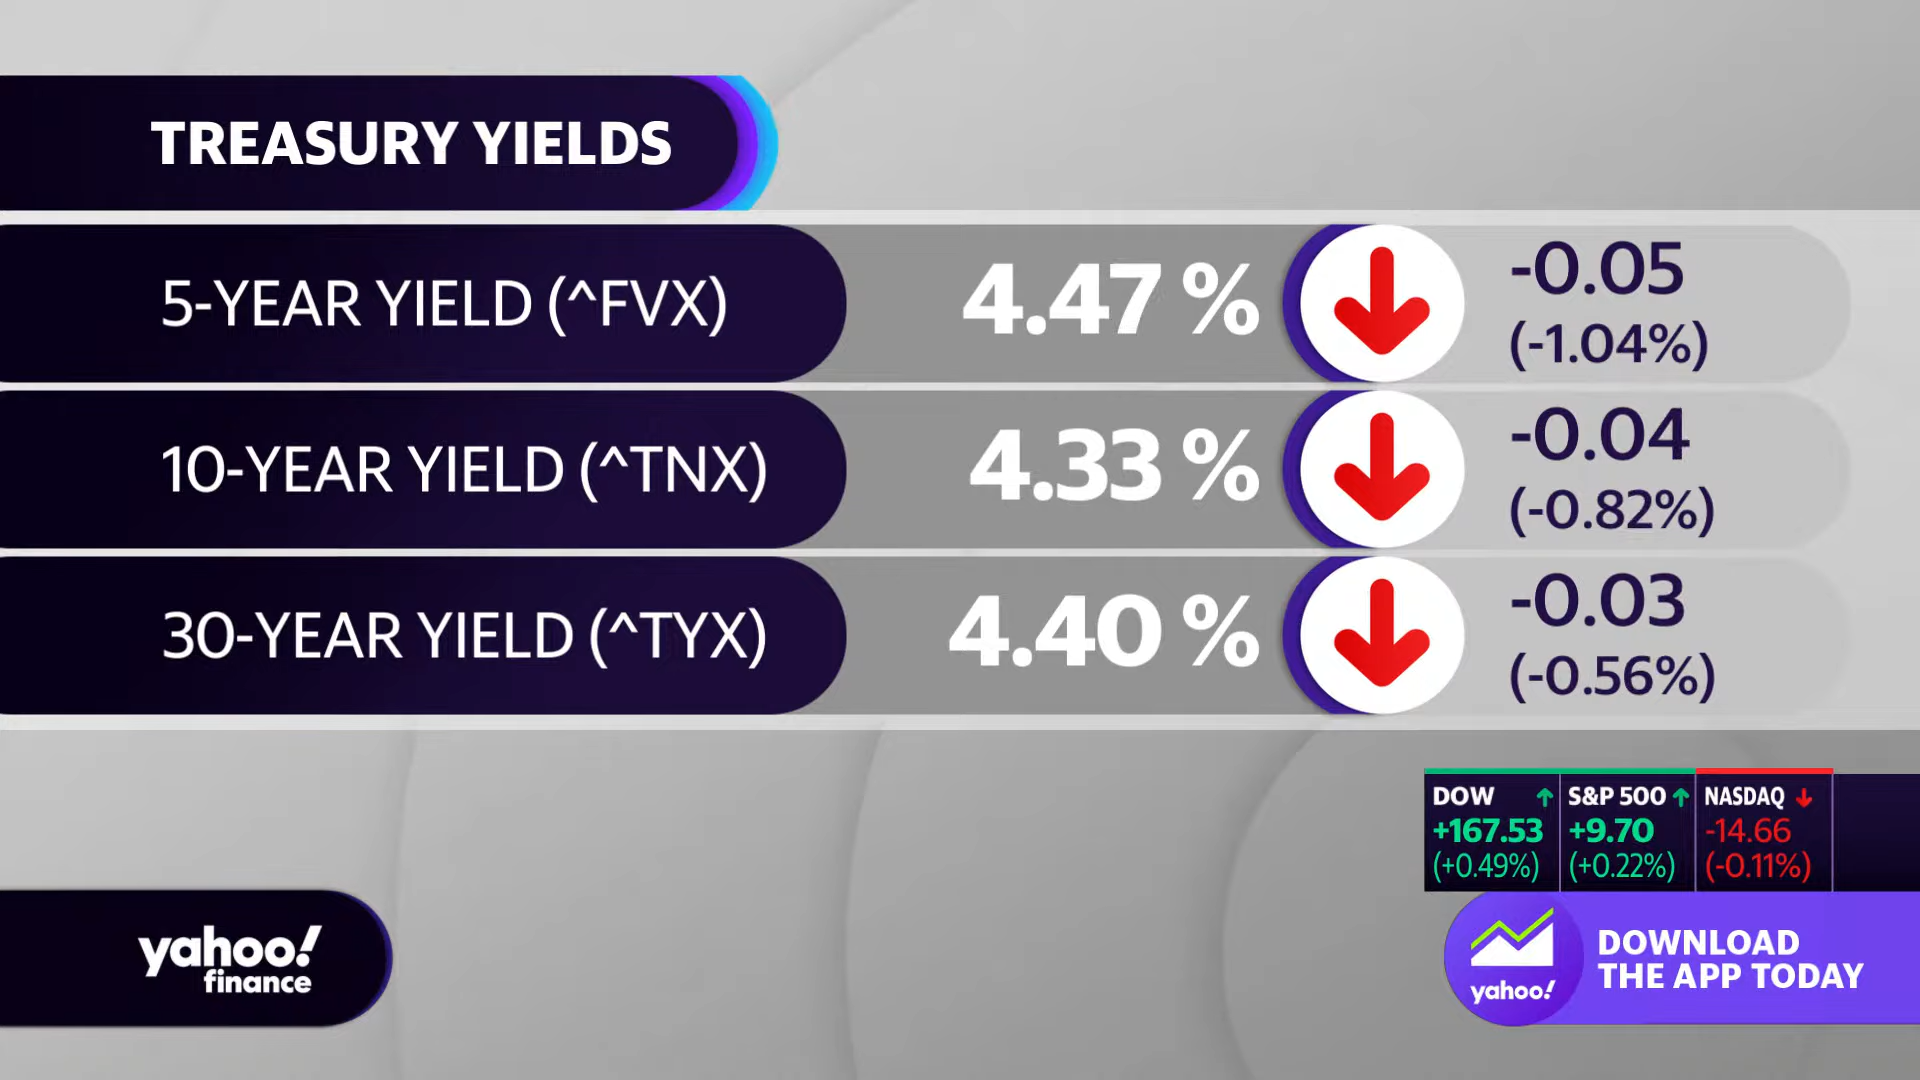 TREASURY YIELDS
5-YEAR YIELD (^FVX) 4.47 % -0.05
(-1.04%)
10-YEAR YIELD (^TNX) 4.33 % -0.04
(-0.82%)
30-YEAR YIELD (^TYX) 4.40 % -0.03
(-0.56%)
DOW S&P 500 NASDAQ
+167.53 +9.70 -14.66
(+0.49%) (+0.22%) (-0.11%)
yahoo!
finance
yahoo!
DOWNLOAD
THE APP TODAY